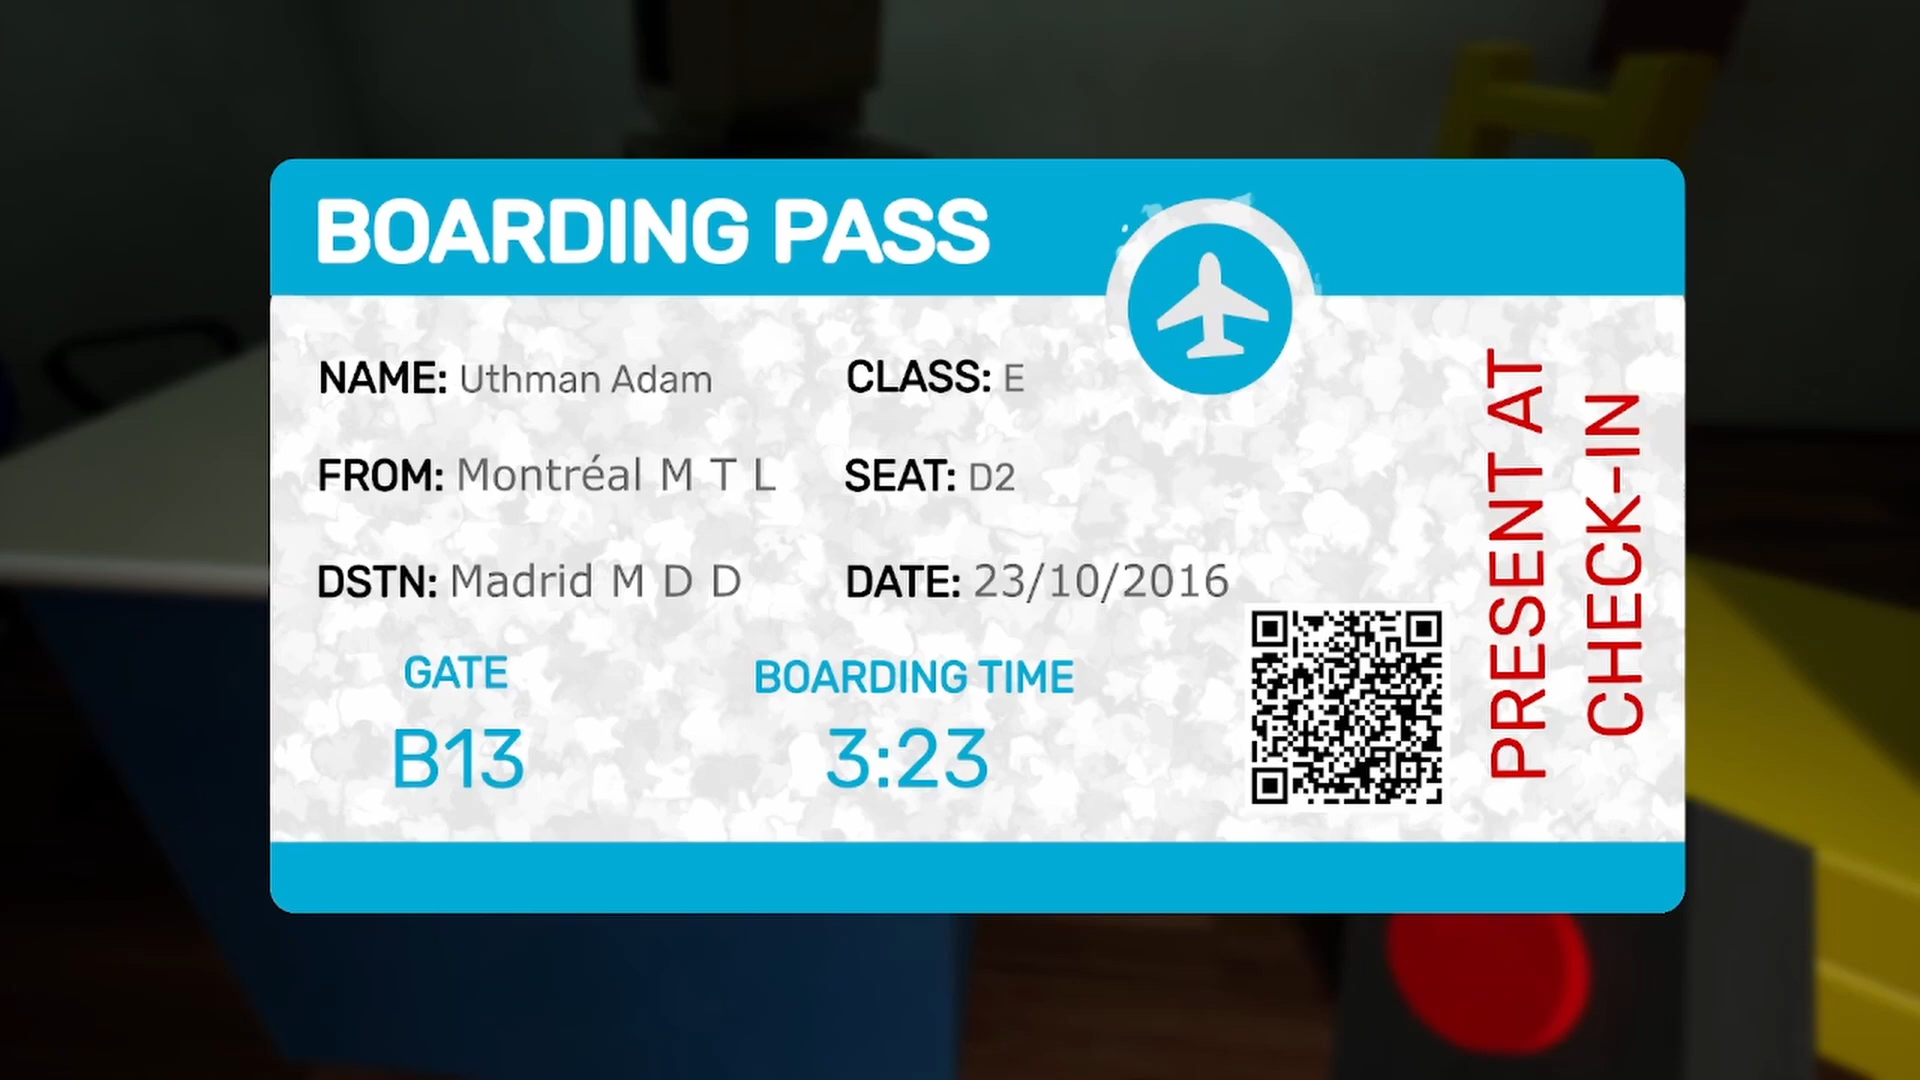 BOARDING PASS
NAME: Uthman Adam
CLASS: E
FROM: Montréal M T L
SEAT: D2
DSTN: Madrid M D D
DATE: 23/10/2016
GATE
B13
BOARDING TIME
3:23
PRESENT AT
CHECK-IN